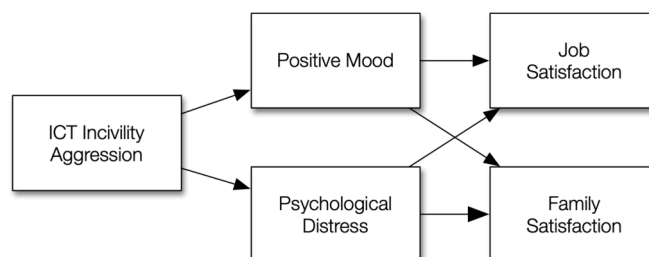 ICT Incivility
Aggression
Positive Mood
Psychological
Distress
Job
Satisfaction
Family
Satisfaction